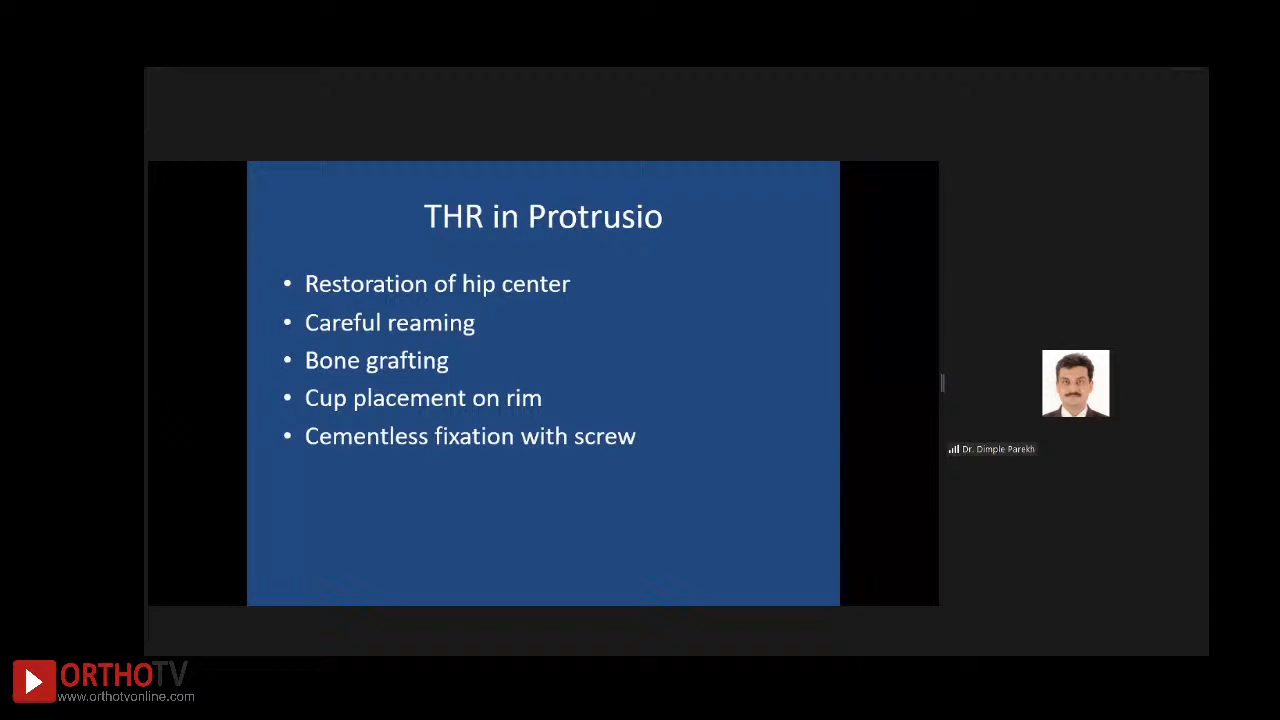 THR in Protrusio
• Restoration of hip center
• Careful reaming
• Bone grafting
• Cup placement on rim
• Cementless fixation with screw
Dr. Dimple Parekh
ORTHOTV
www.orthotvonline.com